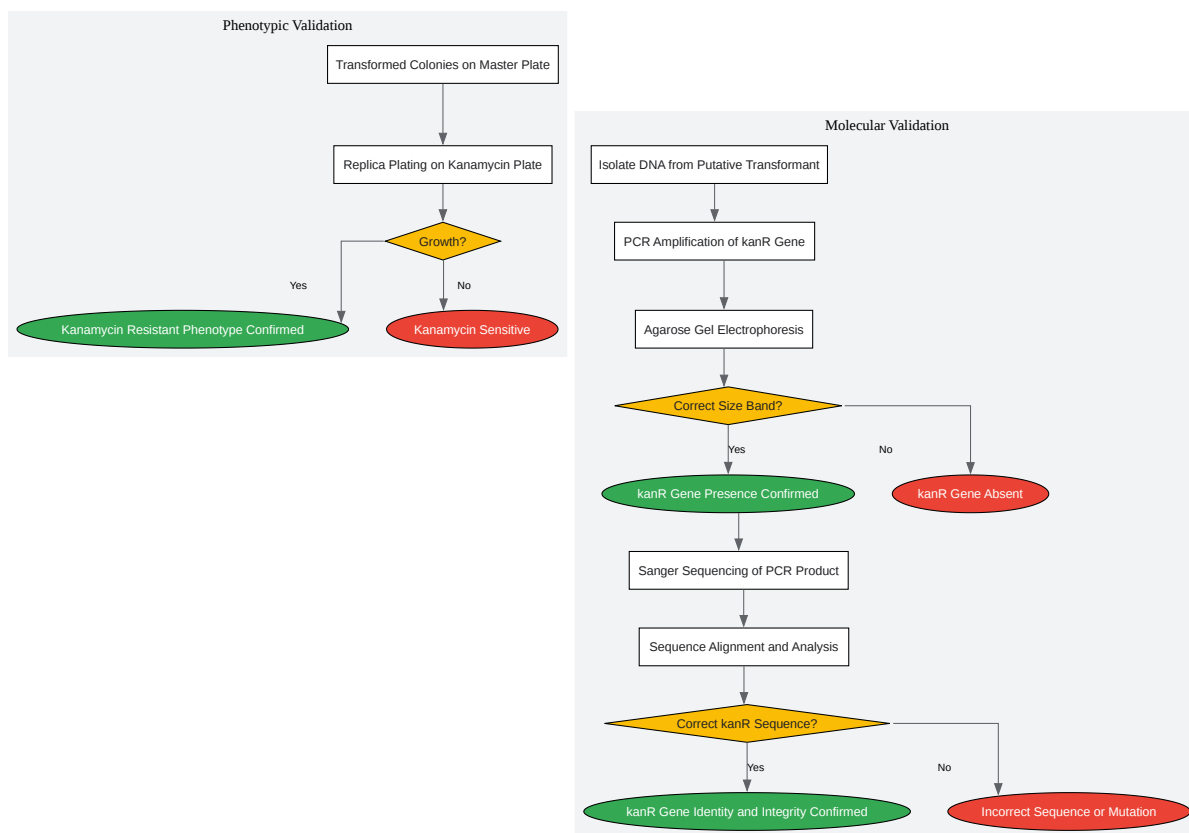 Phenotypic Validation
Transformed Colonies on Master Plate
Replica Plating on Kanamycin Plate
Growth?
Yes
No
Kanamycin Resistant Phenotype Confirmed
Kanamycin Sensitive
Molecular Validation
Isolate DNA from Putative Transformant
PCR Amplification of kanR Gene
Agarose Gel Electrophoresis
Correct Size Band?
Yes
No
kanR Gene Presence Confirmed
kanR Gene Absent
Sanger Sequencing of PCR Product
Sequence Alignment and Analysis
Correct kanR Sequence?
Yes
No
kanR Gene Identity and Integrity Confirmed
Incorrect Sequence or Mutation